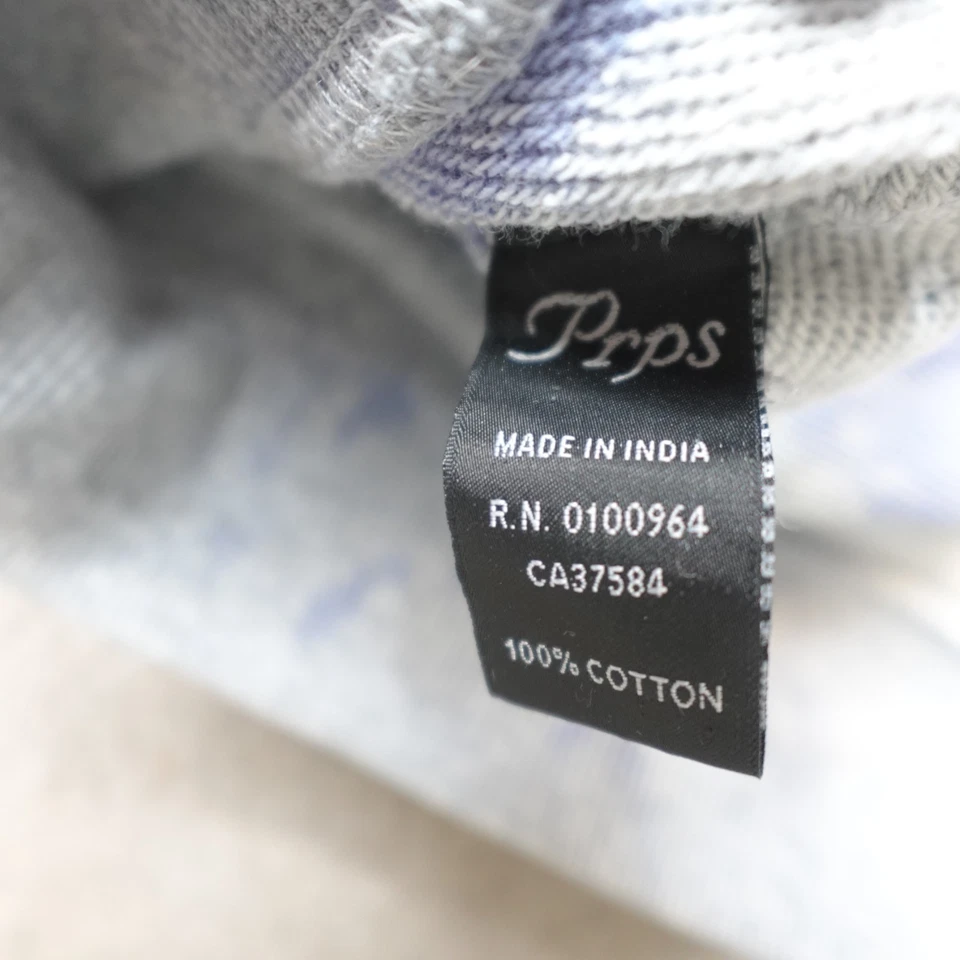 Prps
MADE IN INDIA
R.N. 0100964
CA37584
100% COTTON